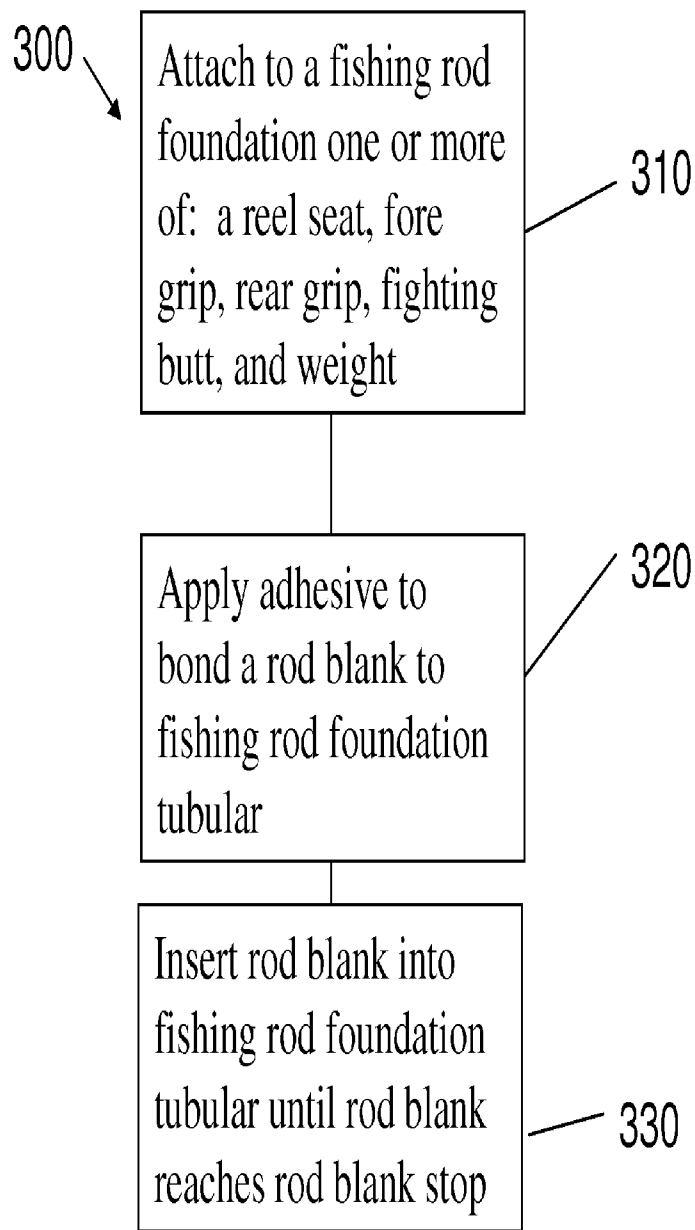 300
Attach to a fishing rod
foundation one or more
of: a reel seat, fore
grip, rear grip, fighting
butt, and weight
310
Apply adhesive to
bond a rod blank to
fishing rod foundation
tubular
320
Insert rod blank into
fishing rod foundation
tubular until rod blank
reaches rod blank stop
330